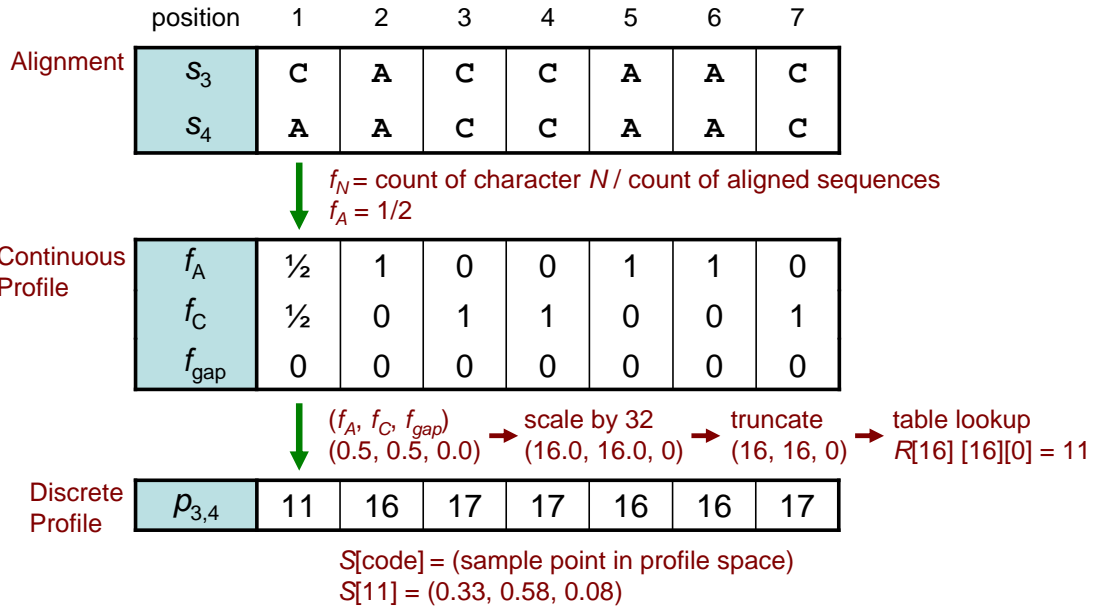 position 1 2 3 4 5 6 7
Alignment
s3 C A C C A A C
s4 A A C C A A C
fN = count of character N / count of aligned sequences
fA = 1/2
Continuous
Profile
fA ½ 1 0 0 1 1 0
fC ½ 0 1 1 0 0 1
fgap 0 0 0 0 0 0 0
(fA, fC, fgap) scale by 32 truncate table lookup
(0.5, 0.5, 0.0) (16.0, 16.0, 0) (16, 16, 0) R[16] [16][0] = 11
Discrete
Profile
p3,4 11 16 17 17 16 16 17
S[code] = (sample point in profile space)
S[11] = (0.33, 0.58, 0.08)